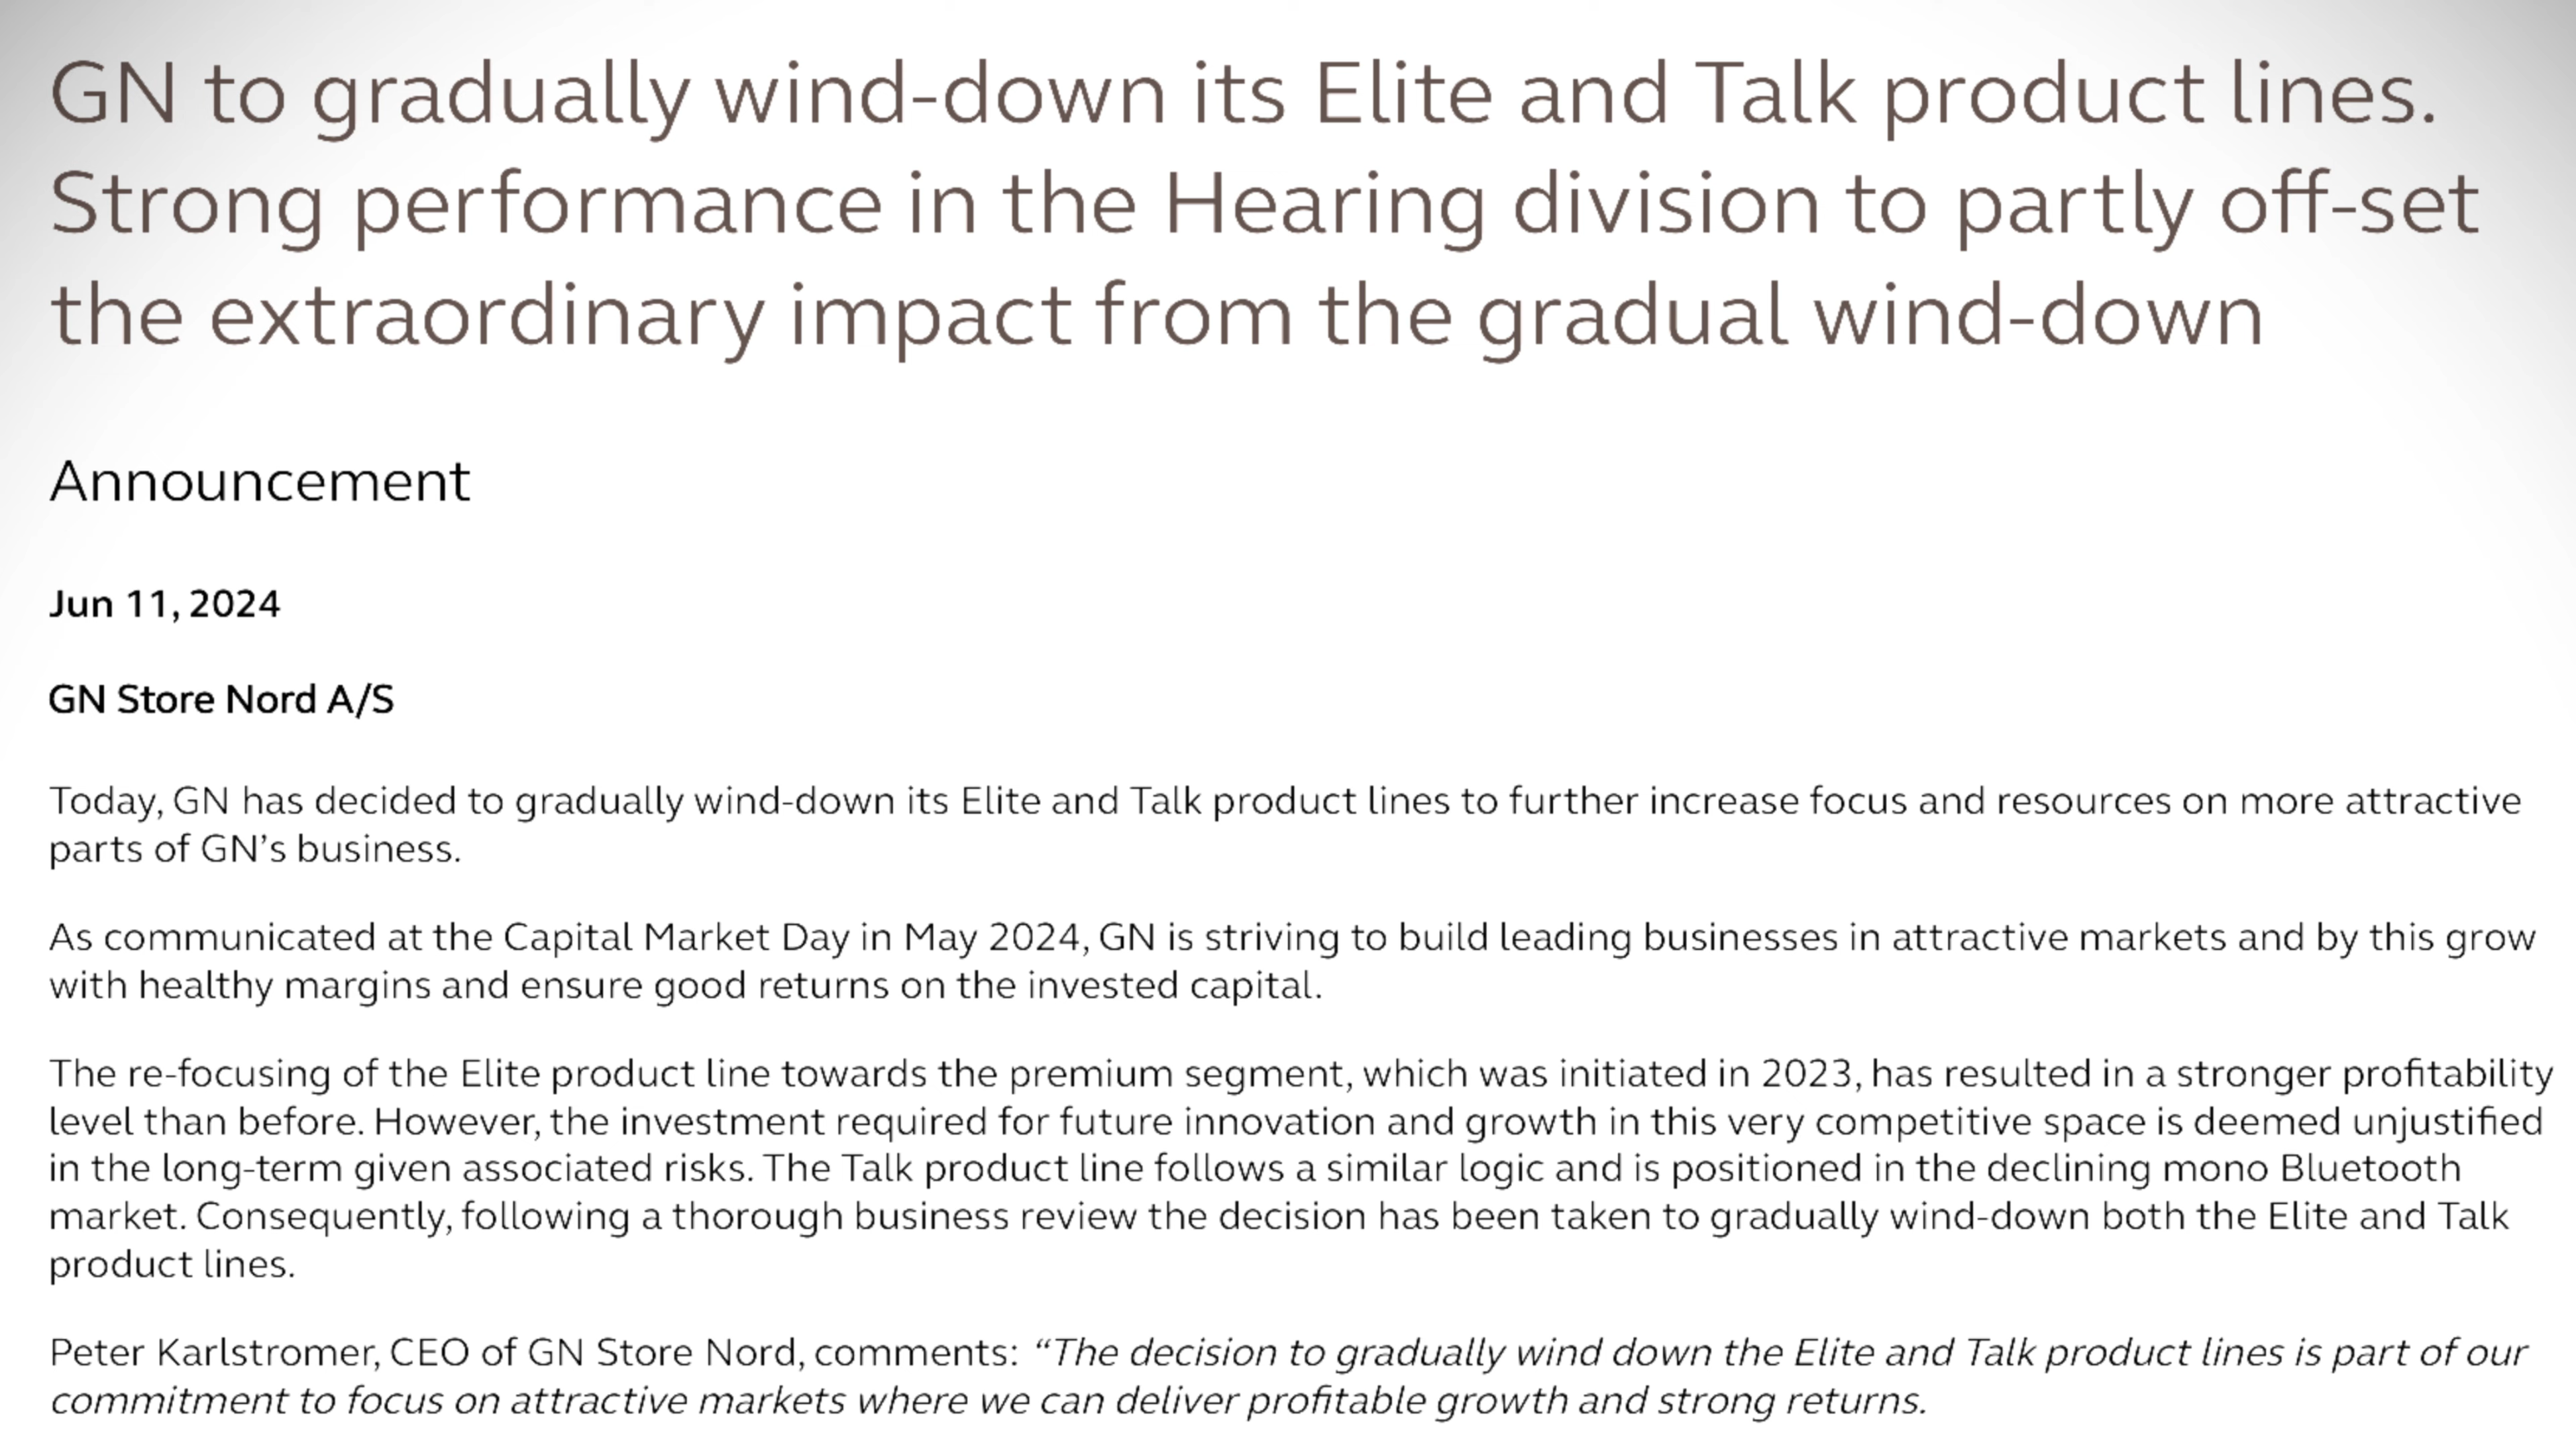 GN to gradually wind-down its Elite and Talk product lines.
Strong performance in the Hearing division to partly off-set
the extraordinary impact from the gradual wind-down
Announcement
Jun 11, 2024
GN Store Nord A/S
Today, GN has decided to gradually wind-down its Elite and Talk product lines to further increase focus and resources on more attractive
parts of GN’s business.
As communicated at the Capital Market Day in May 2024, GN is striving to build leading businesses in attractive markets and by this grow
with healthy margins and ensure good returns on the invested capital.
The re-focusing of the Elite product line towards the premium segment, which was initiated in 2023, has resulted in a stronger profitability
level than before. However, the investment required for future innovation and growth in this very competitive space is deemed unjustified
in the long-term given associated risks. The Talk product line follows a similar logic and is positioned in the declining mono Bluetooth
market. Consequently, following a thorough business review the decision has been taken to gradually wind-down both the Elite and Talk
product lines.
Peter Karlstromer, CEO of GN Store Nord, comments: “The decision to gradually wind down the Elite and Talk product lines is part of our
commitment to focus on attractive markets where we can deliver profitable growth and strong returns.